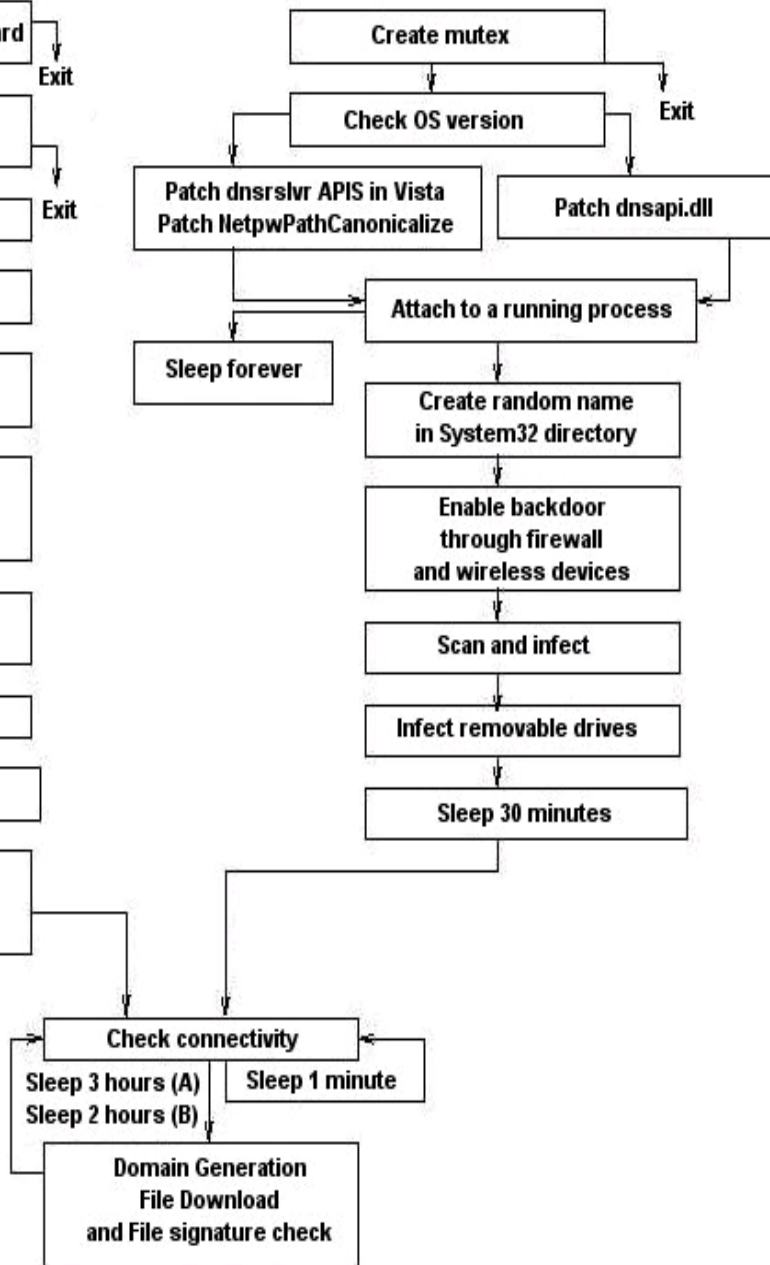 rd
Exit
Exit
Create mutex
Exit
Check OS version
Patch dnsrslvr APIS in Vista
Patch NetpwPathCanonicalize
Patch dnsapi.dll
Attach to a running process
Sleep forever
Create random name
in System32 directory
Enable backdoor
through firewall
and wireless devices
Scan and infect
Infect removable drives
Sleep 30 minutes
Check connectivity
Sleep 3 hours (A)
Sleep 2 hours (B)
Sleep 1 minute
Domain Generation
File Download
and File signature check